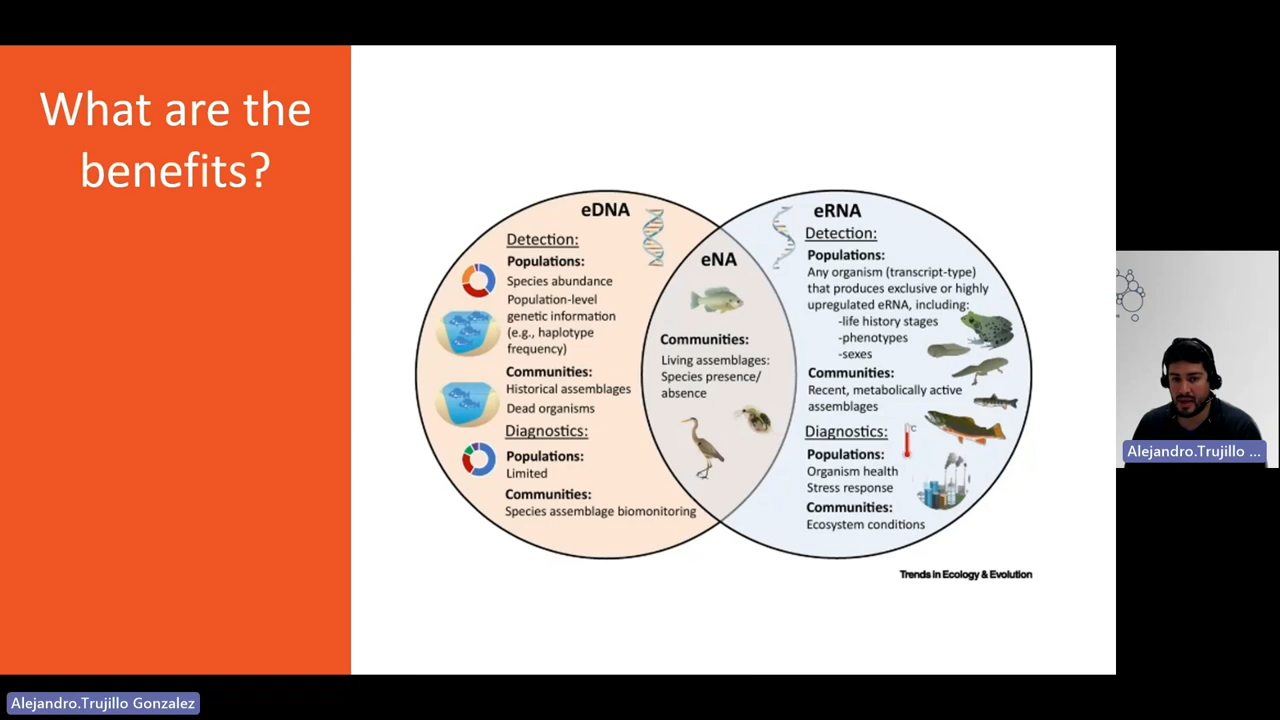 What are the
benefits?
eDNA
Detection:
Populations:
Species abundance
Population-level
genetic information
(e.g., haplotype
frequency)
Communities:
Historical assemblages
Dead organisms
Diagnostics:
Populations:
Limited
Communities:
Species assemblage biomonitoring
eNA
Communities:
Living assemblages:
Species presence/
absence
eRNA
Detection:
Populations:
Any organism (transcript-type)
that produces exclusive or highly
upregulated eRNA, including:
-life history stages
-phenotypes
-sexes
Communities:
Recent, metabolically active
assemblages
Diagnostics:
°C
Populations:
Organism health
Stress response
Communities:
Ecosystem conditions
Trends in Ecology & Evolution
Alejandro.Trujillo ...
Alejandro.Trujillo Gonzalez